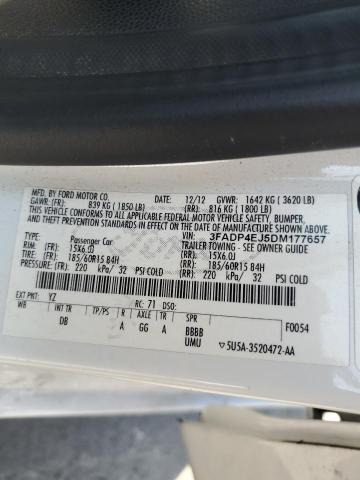 MFD. BY FORD MOTOR CO.
DATE: 12/12 GVWR: 1642 KG ( 3620 LB)
GAWR: (FR): 839 KG ( 1850 LB) (RR): 816 KG ( 1800 LB)
THIS VEHICLE CONFORMS TO ALL APPLICABLE FEDERAL MOTOR VEHICLE SAFETY, BUMPER,
AND THEFT PREVENTION STANDARDS IN EFFECT ON THE DATE OF MANUFACTURE SHOWN ABOVE.
VIN: 3FADP4EJ5DM177657
TYPE: Passenger Car TRAILER TOWING - SEE OWNER GUIDE
RIM: (FR): 15X6.0J (RR): 15X6.0J
TIRE: 185/60R15 84H (RR): 185/60R15 84H
PRESSURE: (FR): 220 kPa/ 32 PSI COLD (RR): 220 kPa/ 32 PSI COLD
EXT PNT: YZ RC: 71 DSO: F0054
WB INT TR TP/PS R AXLE TR SPR
DB A GG A BBBB
UMU 5U5A-3520472-AA